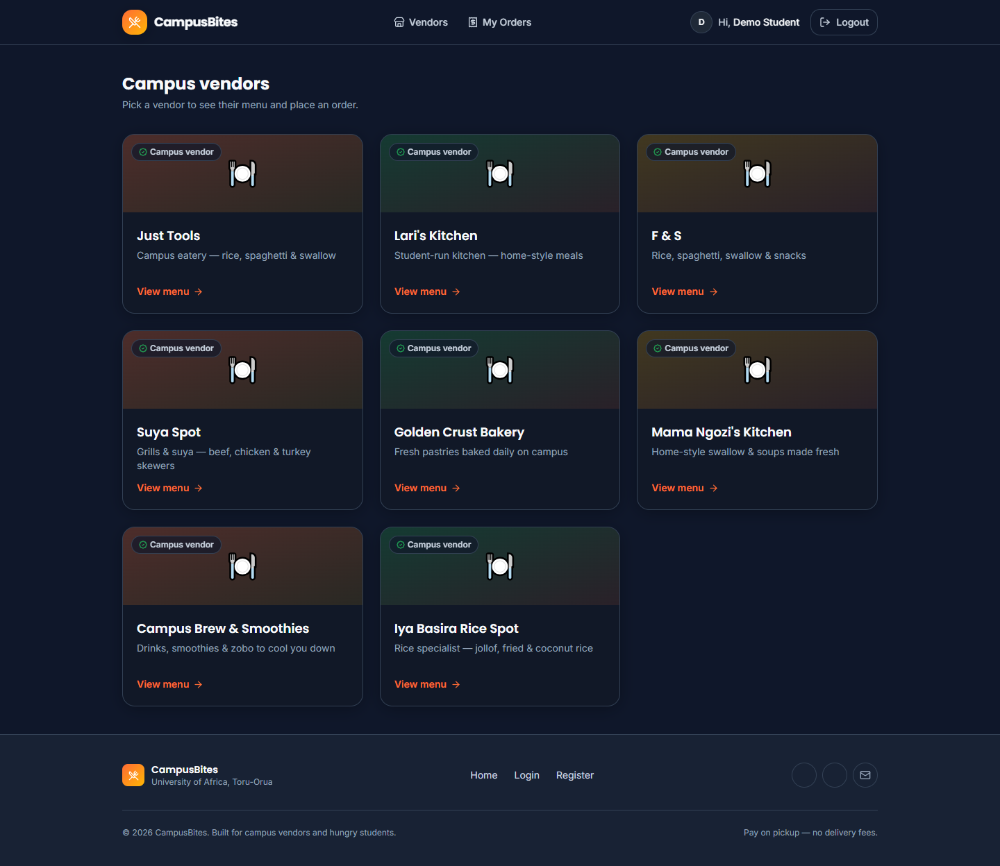 CampusBites
Vendors
My Orders
D
Hi, Demo Student
Logout
Campus vendors
Pick a vendor to see their menu and place an order.
Campus vendor
Just Tools
Campus eatery — rice, spaghetti & swallow
View menu →
Campus vendor
Lari's Kitchen
Student-run kitchen — home-style meals
View menu →
Campus vendor
F & S
Rice, spaghetti, swallow & snacks
View menu →
Campus vendor
Suya Spot
Grills & suya — beef, chicken & turkey
skewers
View menu →
Campus vendor
Golden Crust Bakery
Fresh pastries baked daily on campus
View menu →
Campus vendor
Mama Ngozi's Kitchen
Home-style swallow & soups made fresh
View menu →
Campus vendor
Campus Brew & Smoothies
Drinks, smoothies & zobo to cool you down
View menu →
Campus vendor
Iya Basira Rice Spot
Rice specialist — jollof, fried & coconut rice
View menu →
CampusBites
University of Africa, Toru-Orua
Home
Login
Register
© 2026 CampusBites. Built for campus vendors and hungry students.
Pay on pickup — no delivery fees.